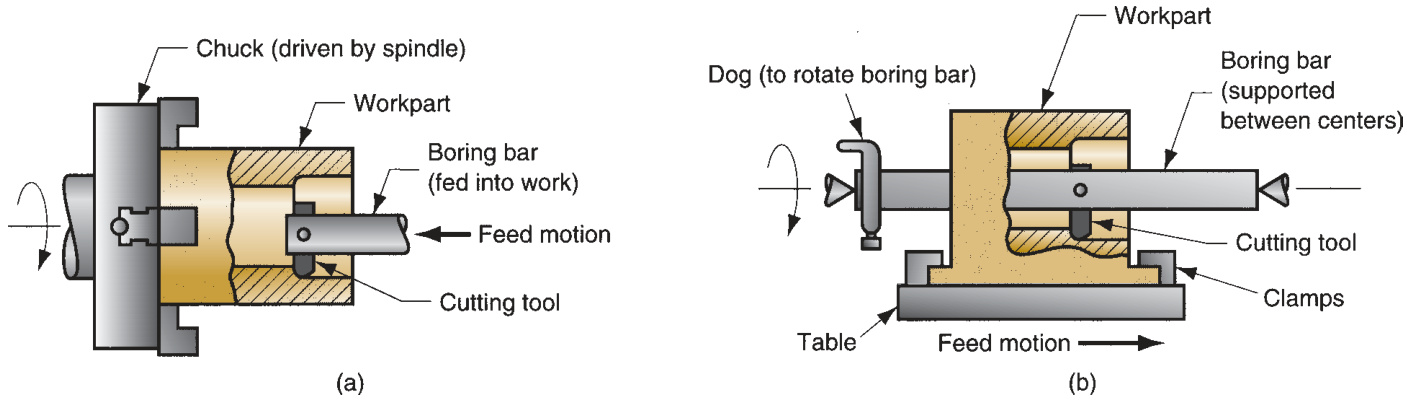 Chuck (driven by spindle)
Workpart
Boring bar
(fed into work)
Feed motion
Cutting tool
(a)
Workpart
Dog (to rotate boring bar)
Boring bar
(supported
between centers)
Cutting tool
Clamps
Table
Feed motion
(b)